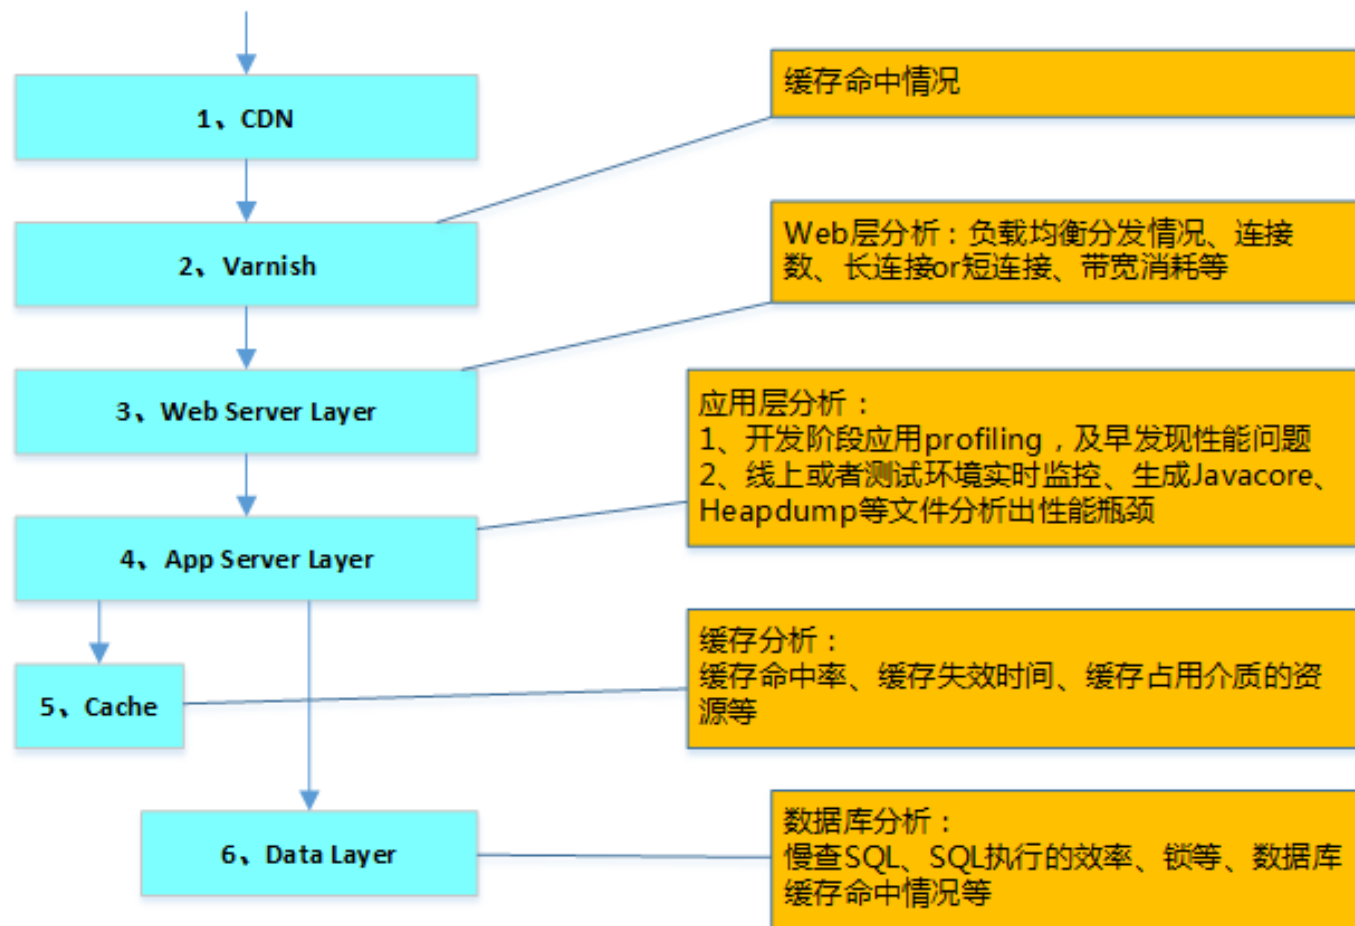 1、CDN
缓存命中情况
2、Varnish
Web层分析：负载均衡分发情况、连接
数、长连接or短连接、带宽消耗等
3、Web Server Layer
应用层分析：
1、开发阶段应用profiling，及早发现性能问题
2、线上或者测试环境实时监控、生成Javacore、
Heapdump等文件分析出性能瓶颈
4、App Server Layer
缓存分析：
缓存命中率、缓存失效时间、缓存占用介质的资
源等
5、Cache
数据库分析：
慢查SQL、SQL执行的效率、锁等、数据库
缓存命中情况等
6、Data Layer